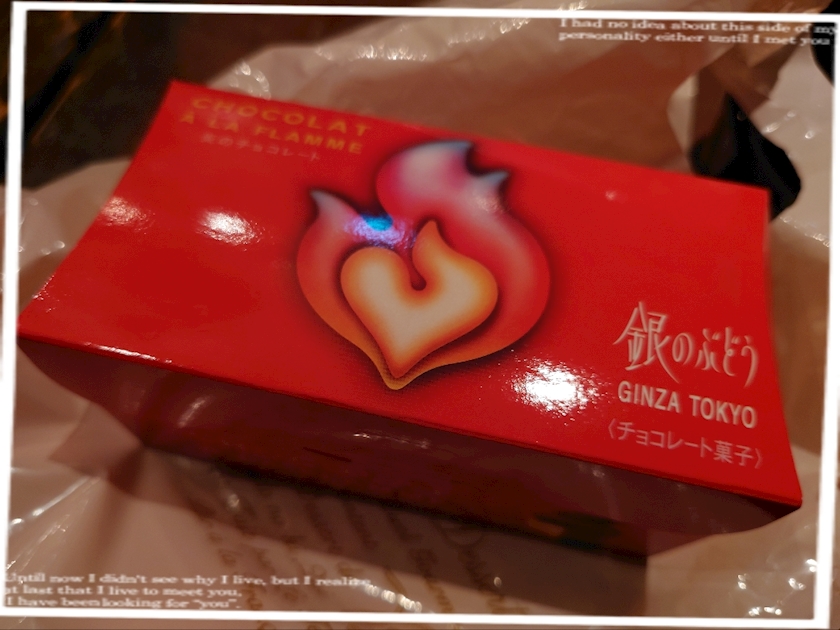 I had no idea about this side of my
personality either until I met you
CHOCOLAT
À LA FLAMME
火のチョコレート
銀のぶどう
GINZA TOKYO
〈チョコレート菓子〉
Until now I didn't see why I live, but I realize
at last that I live to meet you.
I have been looking for "you".